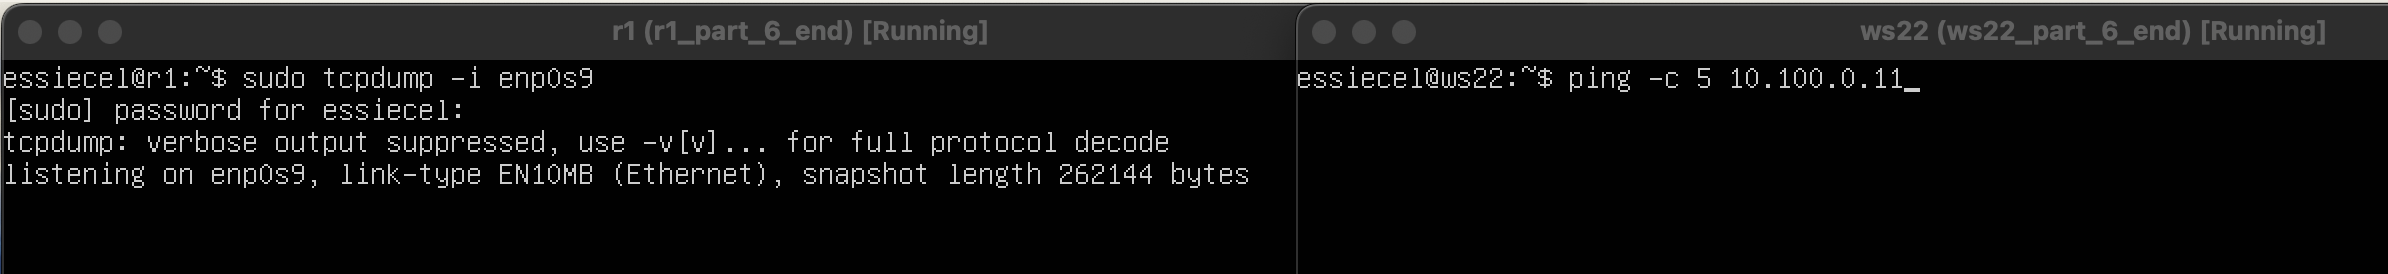 r1 (r1_part_6_end) [Running]
essiecel@r1:~$ sudo tcpdump -i enp0s9
[sudo] password for essiecel:
tcpdump: verbose output suppressed, use -v[v]... for full protocol decode
listening on enp0s9, link-type EN10MB (Ethernet), snapshot length 262144 bytes
ws22 (ws22_part_6_end) [Running]
essiecel@ws22:~$ ping -c 5 10.100.0.11_